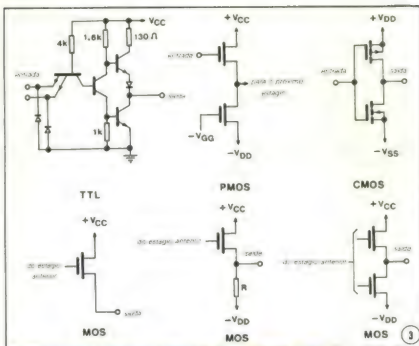 VCC
4k
1,6k
130 Ω
entrada
saída
1k
TTL
+VCC
entrada
para o próximo
estágio
−VGG
−VDD
PMOS
+VDD
entrada
saída
−VSS
CMOS
+VCC
do estágio
anterior
saída
MOS
+VCC
do estágio anterior
saída
R
−VDD
MOS
+VCC
do estágio anterior
saída
−VDD
MOS
3